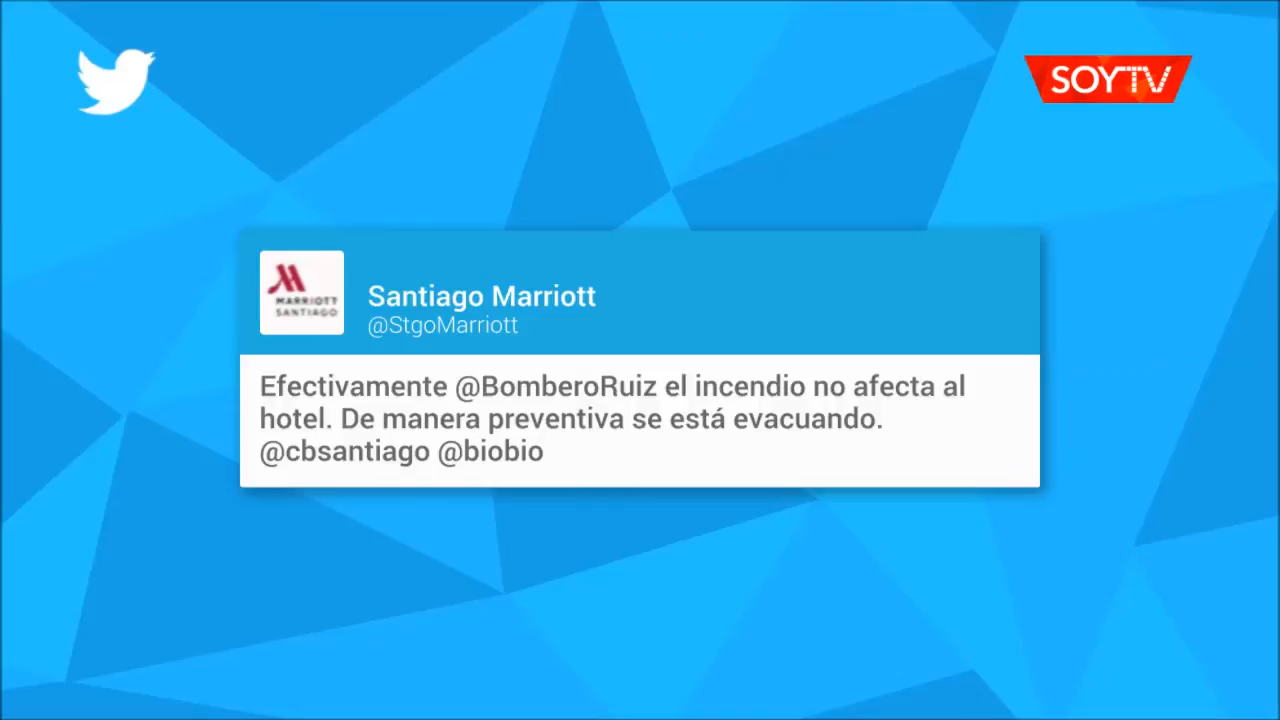 SOYTV
MARRIOTT
SANTIAGO
Santiago Marriott
@StgoMarriott
Efectivamente @BomberoRuiz el incendio no afecta al
hotel. De manera preventiva se está evacuando.
@cbsantiago @biobio